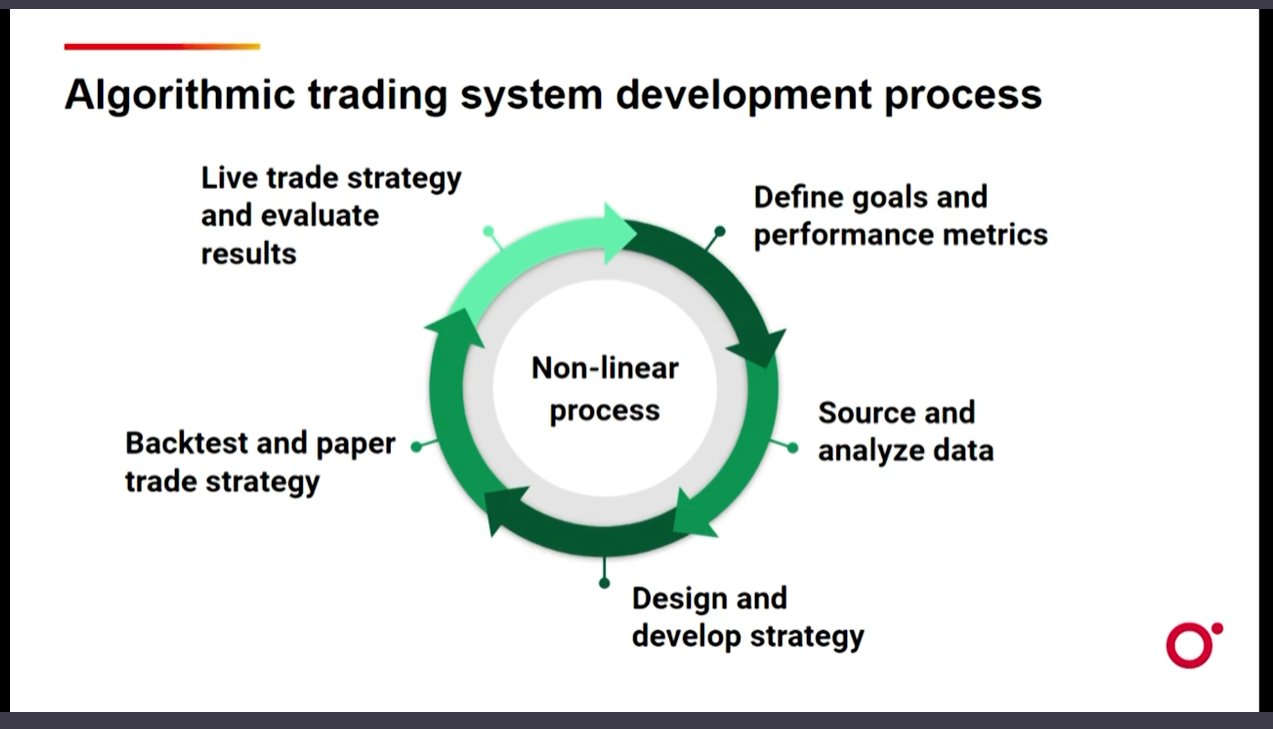 Algorithmic trading system development process
Live trade strategy
and evaluate
results
Define goals and
performance metrics
Non-linear
process
Source and
analyze data
Backtest and paper
trade strategy
Design and
develop strategy